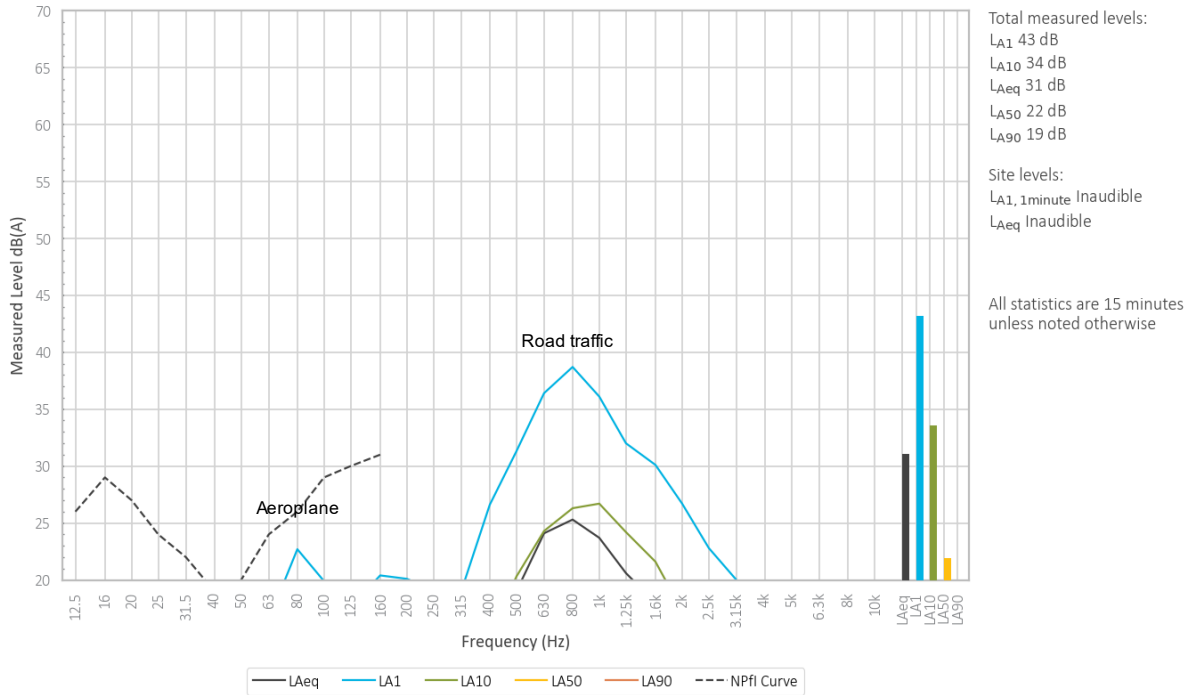 70
65
60
55
50
45
40
35
30
25
20
Measured Level dB(A)
Road traffic
Aeroplane
12.5
16
20
25
31.5
40
50
63
80
100
125
160
200
250
315
400
500
630
800
1k
1.25k
1.6k
2k
2.5k
3.15k
4k
5k
6.3k
8k
10k
LAeq
LA1
LA10
LA50
LA90
Frequency (Hz)
LAeq
LA1
LA10
LA50
LA90
NPfI Curve
Total measured levels:
LA1 43 dB
LA10 34 dB
LAeq 31 dB
LA50 22 dB
LA90 19 dB
Site levels:
LA1, 1minute Inaudible
LAeq Inaudible
All statistics are 15 minutes
unless noted otherwise